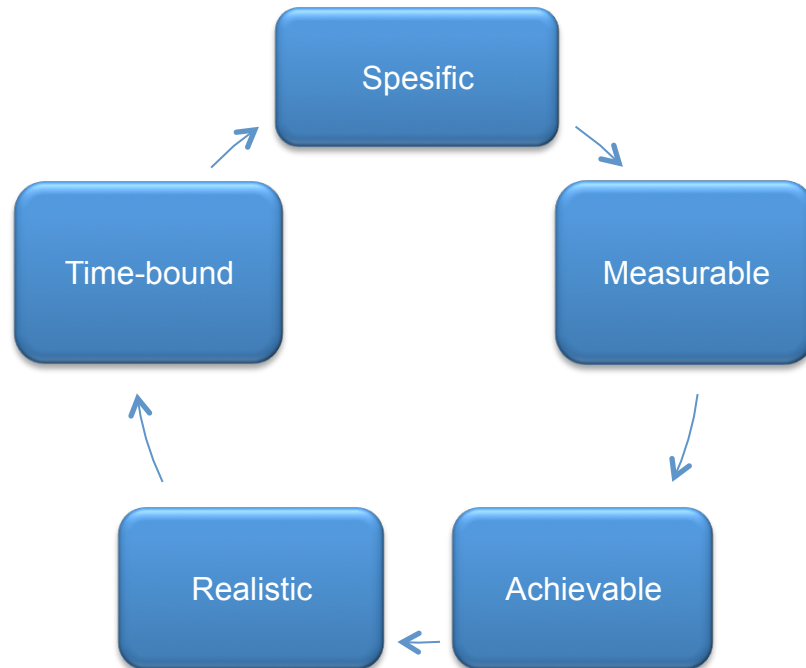 Spesific
Measurable
Achievable
Realistic
Time-bound